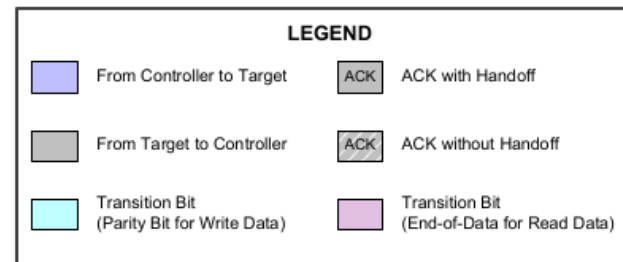 LEGEND
From Controller to Target
ACK
ACK with Handoff
From Target to Controller
ACK
ACK without Handoff
Transition Bit
(Parity Bit for Write Data)
Transition Bit
(End-of-Data for Read Data)